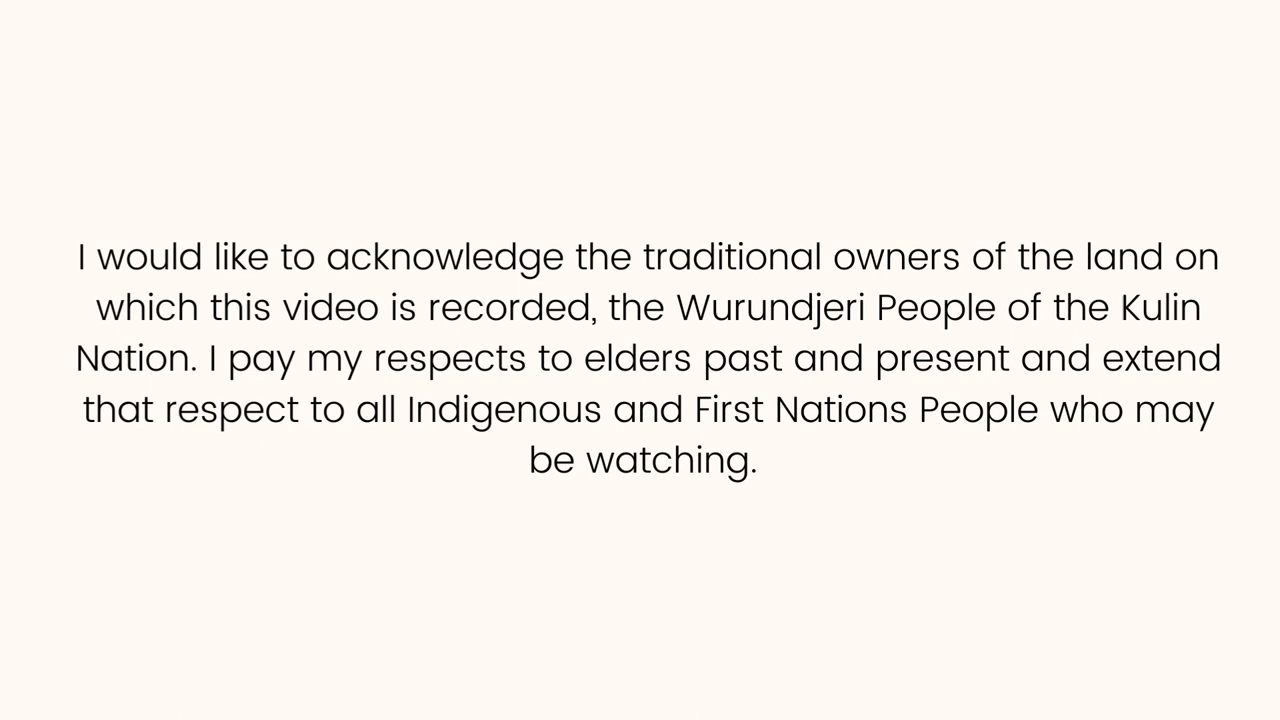 I would like to acknowledge the traditional owners of the land on
which this video is recorded, the Wurundjeri People of the Kulin
Nation. I pay my respects to elders past and present and extend
that respect to all Indigenous and First Nations People who may
be watching.